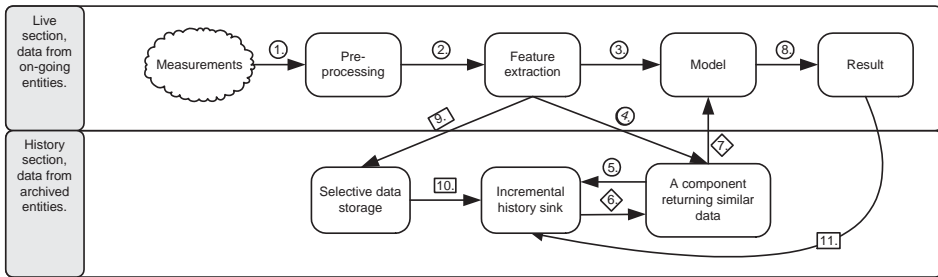 Live
section,
data from
on-going
entities.
Measurements
1.
Pre-
processing
2.
Feature
extraction
3.
Model
8.
Result
9.
4.
7.
History
section,
data from
archived
entities.
Selective data
storage
10.
Incremental
history sink
5.
6.
A component
returning similar
data
11.